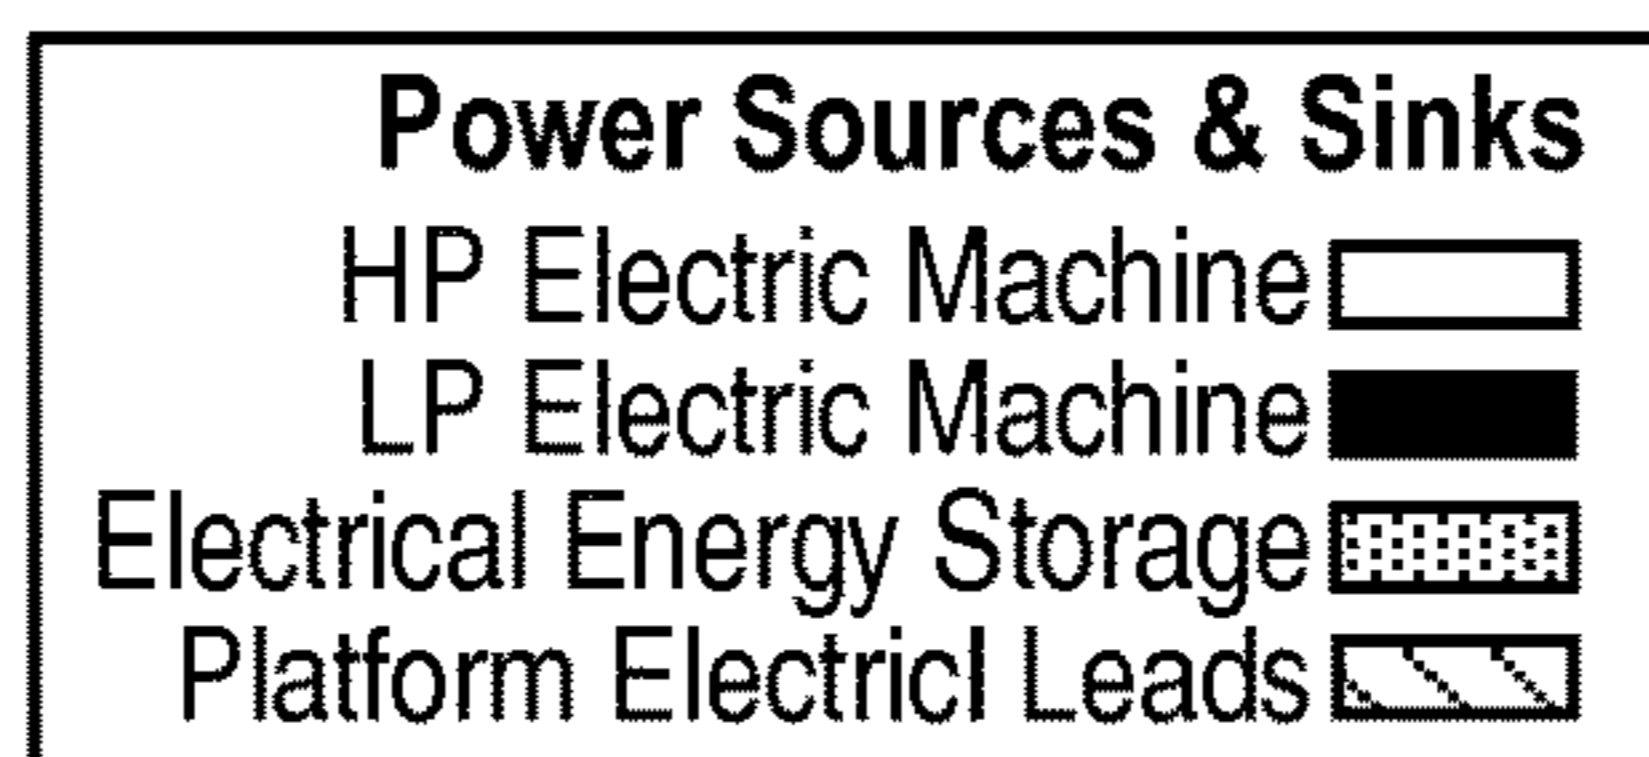 Power Sources & Sinks
HP Electric Machine
LP Electric Machine
Electrical Energy Storage
Platform Electricl Leads